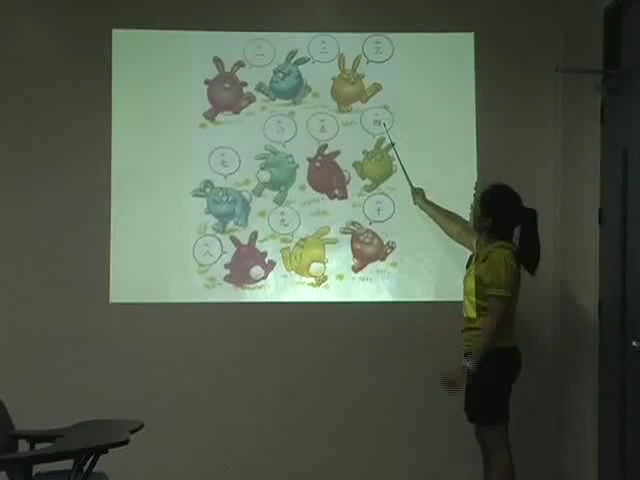 一
二
三
六
五
四
七
十
九
八